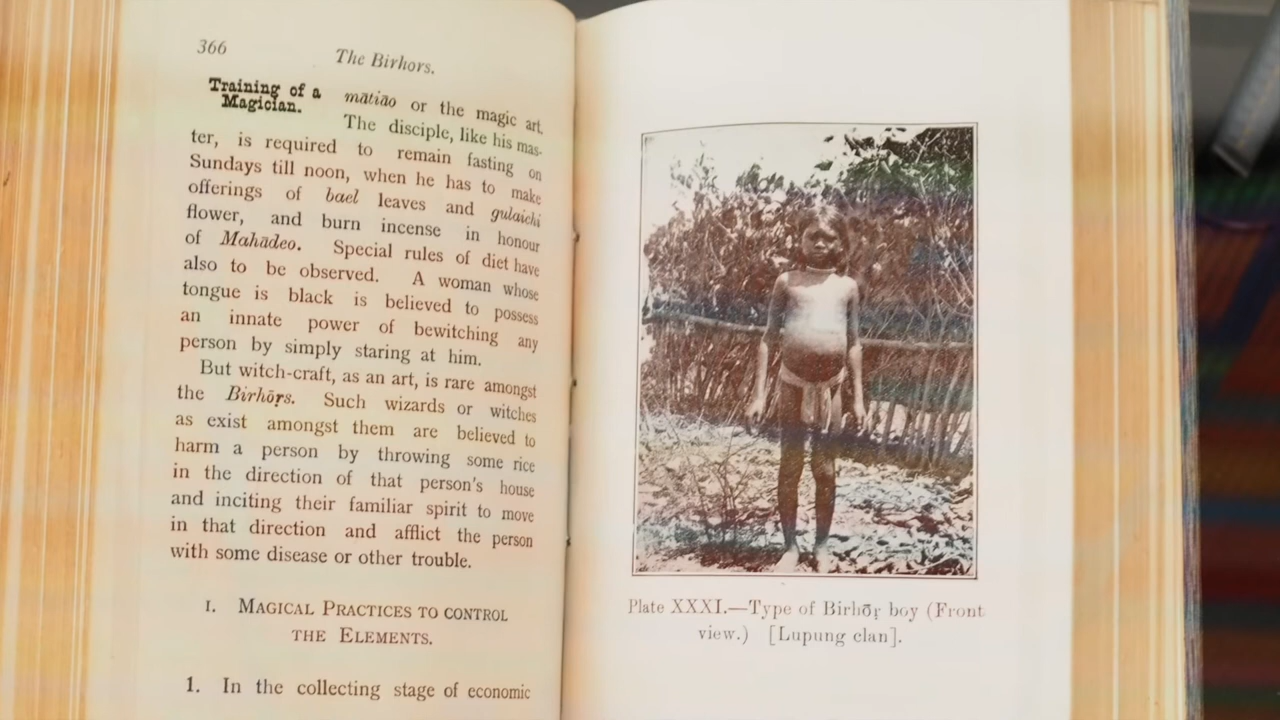 366
The Birhors.
Training of a
Magician.
mātiāo or the magic art.
The disciple, like his mas-
ter, is required to remain fasting on
Sundays till noon, when he has to make
offerings of bael leaves and gulaichi
flower, and burn incense in honour
of Mahādeo. Special rules of diet have
also to be observed. A woman whose
tongue is black is believed to possess
an innate power of bewitching any
person by simply staring at him.
But witch-craft, as an art, is rare amongst
the Birhōṛs. Such wizards or witches
as exist amongst them are believed to
harm a person by throwing some rice
in the direction of that person's house
and inciting their familiar spirit to move
in that direction and afflict the person
with some disease or other trouble.
I. MAGICAL PRACTICES TO CONTROL
THE ELEMENTS.
1. In the collecting stage of economic
Plate XXXI.—Type of Birhōṛ boy (Front
view.) [Lupung clan].